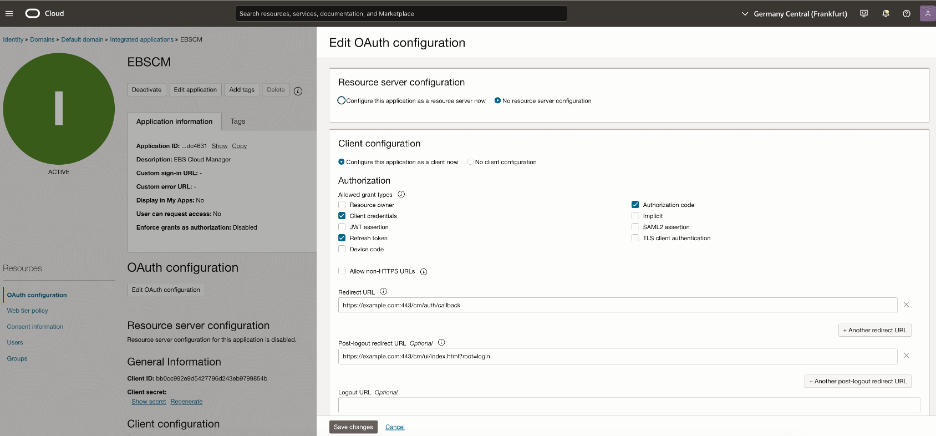 Cloud
Search resources, services, documentation, and Marketplace
Germany Central (Frankfurt)
Identity » Domains » Default domain » Integrated applications » EBSCM
I
ACTIVE
EBSCM
Deactivate Edit application Add tags Delete
Application information Tags
Application ID: ...dc4631 Show Copy
Description: EBS Cloud Manager
Custom sign-in URL: -
Custom error URL: -
Display in My Apps: No
User can request access: No
Enforce grants as authorization: Disabled
Resources
OAuth configuration
Web tier policy
Consent information
Users
Groups
OAuth configuration
Edit OAuth configuration
Resource server configuration
Resource server configuration for this application is disabled.
General Information
Client ID:
Client secret:
Show secret Regenerate
Client configuration
Edit OAuth configuration
Resource server configuration
Configure this application as a resource server now No resource server configuration
Client configuration
Configure this application as a client now No client configuration
Authorization
Allowed grant types
Resource owner Authorization code
Client credentials Implicit
JWT assertion SAML2 assertion
Refresh token TLS client authentication
Device code
Allow non-HTTPS URLs
Redirect URL
https://example.com:443/cm/auth/callback
+ Another redirect URL
Post-logout redirect URL Optional
https://example.com:443/cm/ui/index.html?root=login
+ Another post-logout redirect URL
Logout URL Optional
Save changes Cancel